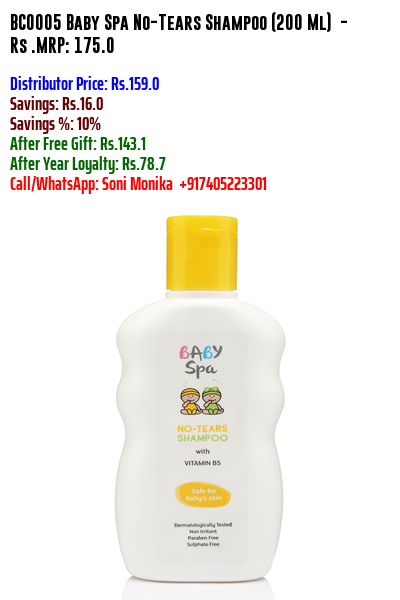 BC0005 Baby Spa No-Tears Shampoo (200 Ml) -
Rs .MRP: 175.0
Distributor Price: Rs.159.0
Savings: Rs.16.0
Savings %: 10%
After Free Gift: Rs.143.1
After Year Loyalty: Rs.78.7
Call/WhatsApp: Soni Monika +917405223301
BABY
Spa
NO-TEARS
SHAMPOO
with
VITAMIN B5
Safe for
baby's skin
Dermatologically Tested
Non Irritant
Paraben Free
Sulphate Free